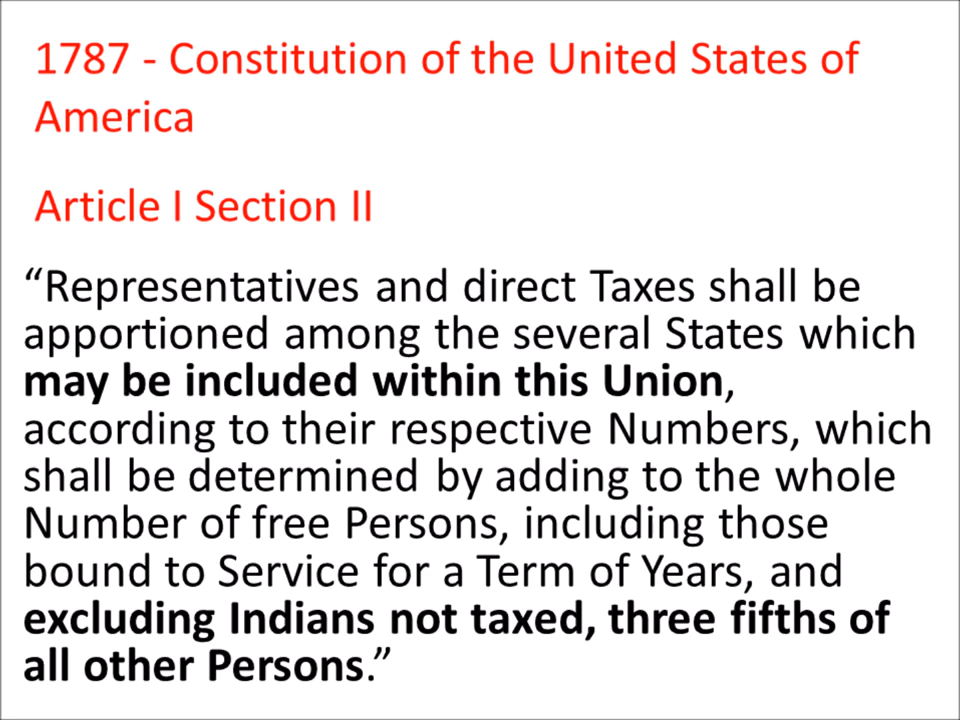 1787 - Constitution of the United States of
America
Article I Section II
“Representatives and direct Taxes shall be
apportioned among the several States which
may be included within this Union,
according to their respective Numbers, which
shall be determined by adding to the whole
Number of free Persons, including those
bound to Service for a Term of Years, and
excluding Indians not taxed, three fifths of
all other Persons.”